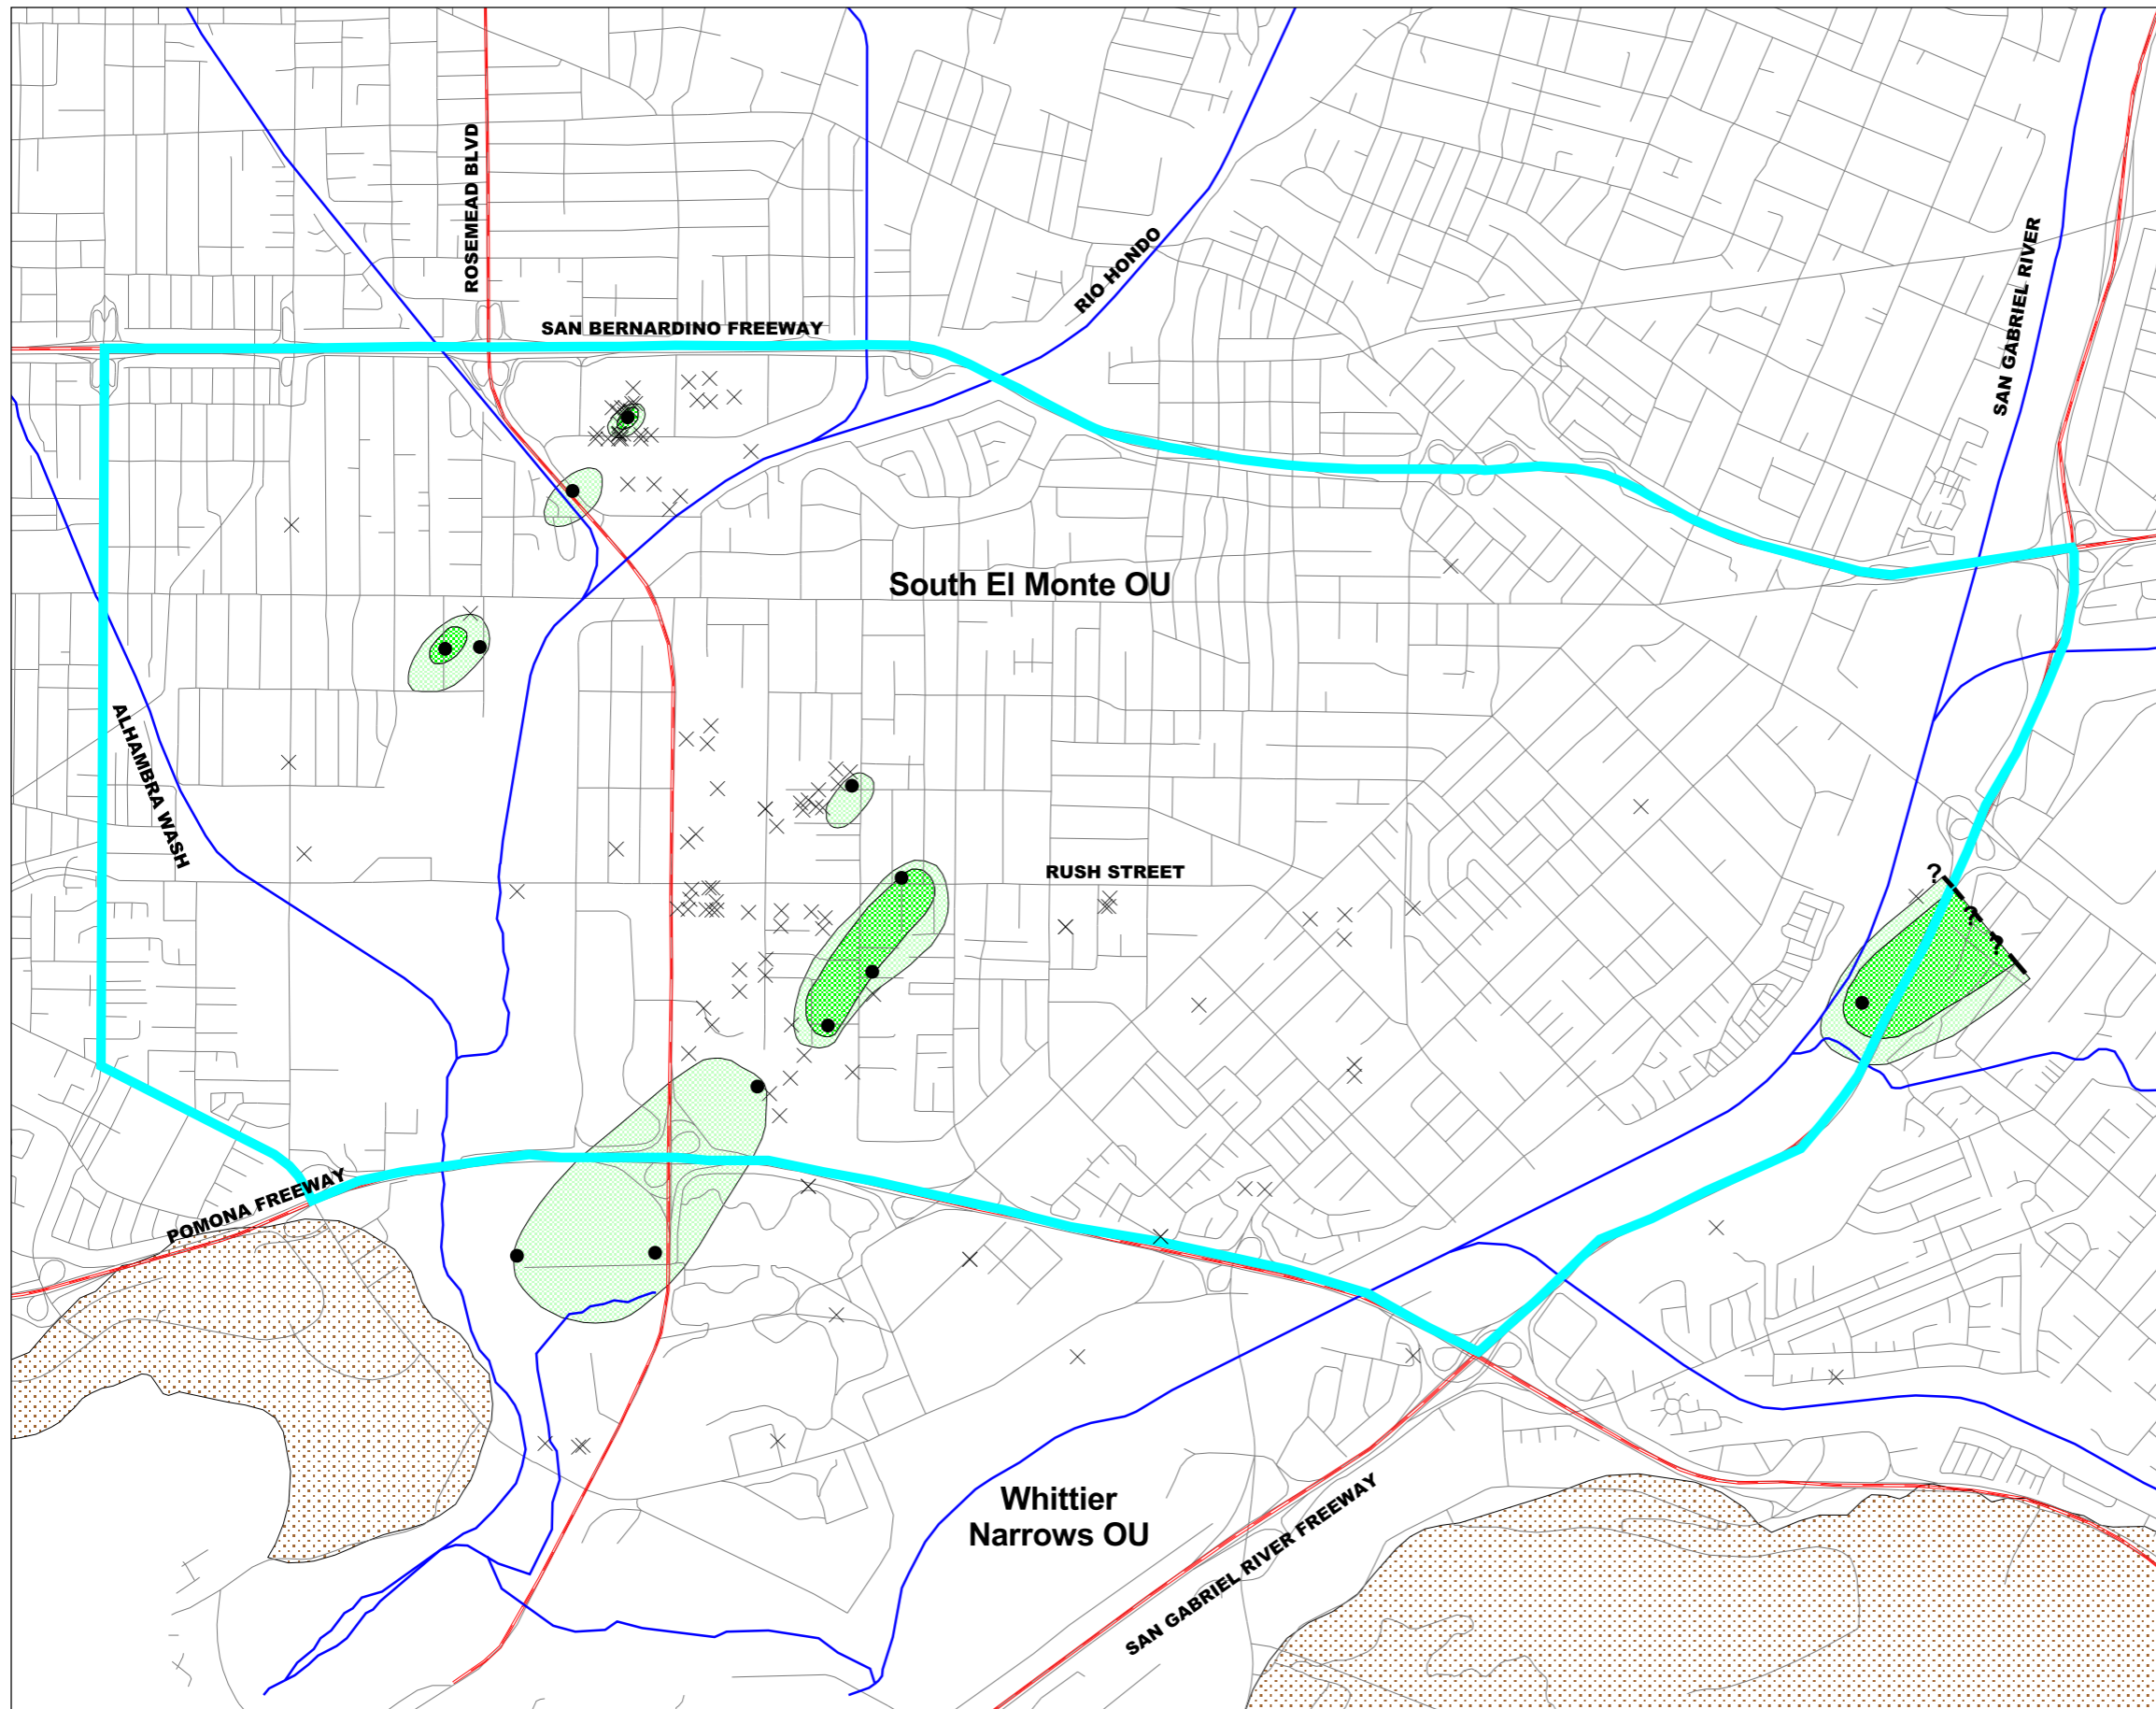 ROSEMEAD BLVD
SAN BERNARDINO FREEWAY
RIO HONDO
SAN GABRIEL RIVER
South El Monte OU
ALHAMBRA WASH
RUSH STREET
?
?
?
POMONA FREEWAY
Whittier
Narrows OU
SAN GABRIEL RIVER FREEWAY